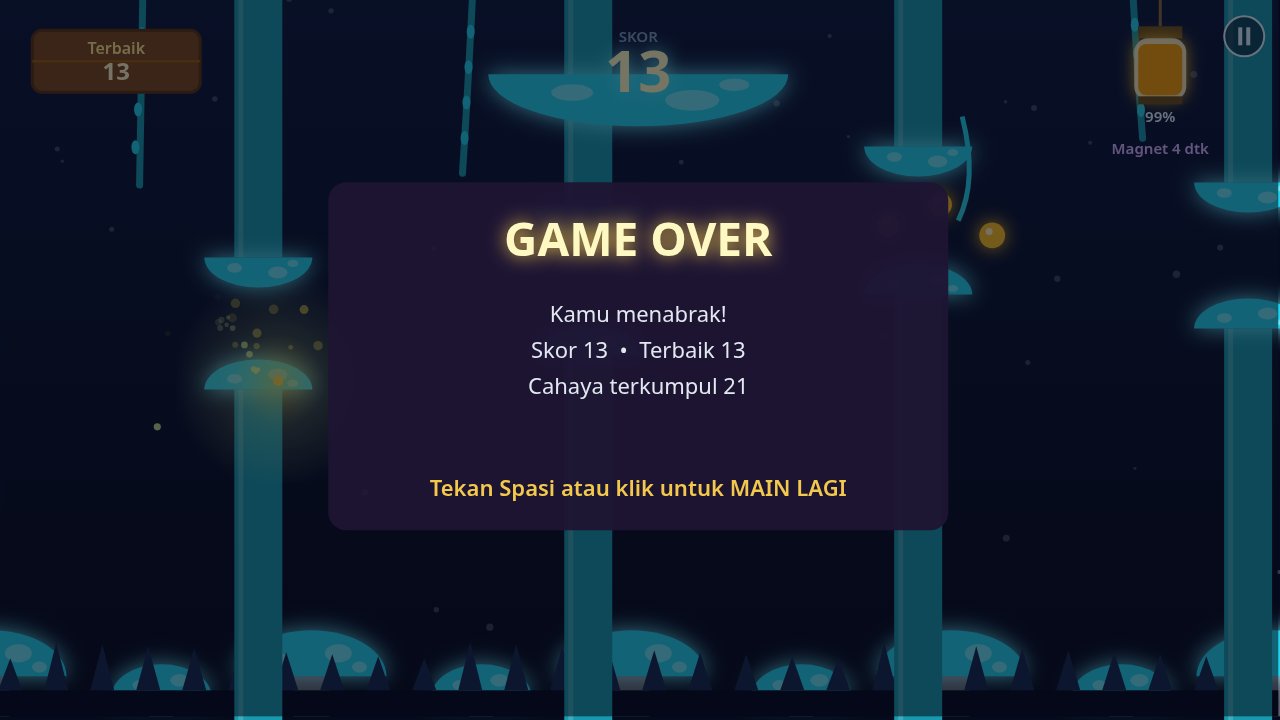 Terbaik
13
SKOR
13
99%
Magnet 4 dtk
GAME OVER
Kamu menabrak!
Skor 13 • Terbaik 13
Cahaya terkumpul 21
Tekan Spasi atau klik untuk MAIN LAGI